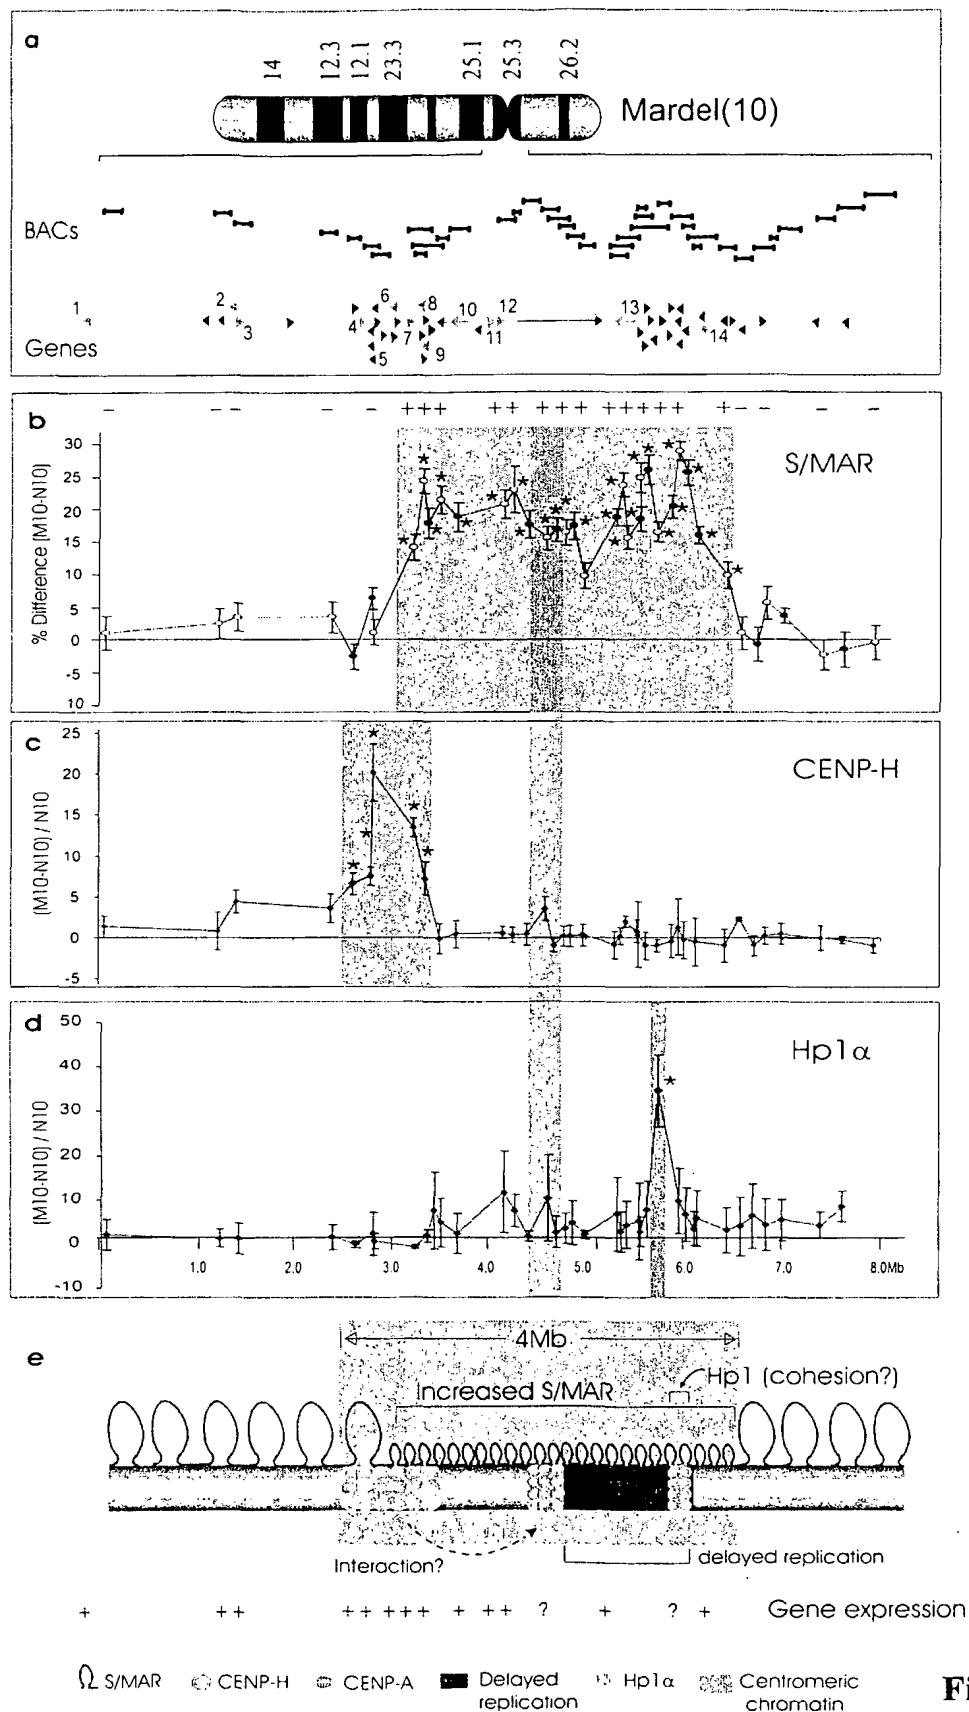 a
14 12.3 12.1 23.3 25.1 25.3 26.2
Mardel(10)
BACs
1 2 3 4 5 6 7 8 9 10 11 12 13 14
Genes
b
– – – – – + + + + + + + + + + + + + + + – – – –
S/MAR
% Difference [M10-N10]
30
25
20
15
10
5
0
-5
10
c
CENP-H
(M10-N10) / N10
25
20
15
10
5
0
-5
d
Hp1α
(M10-N10) / N10
50
40
30
20
10
0
-10
1.0 2.0 3.0 4.0 5.0 6.0 7.0 8.0Mb
e
4Mb
Hp1 (cohesion?)
Increased S/MAR
Interaction?
delayed replication
+ + + + + + + + + + + ? + ? + Gene expression
S/MAR CENP-H CENP-A Delayed replication Hp1α Centromeric chromatin
Fi